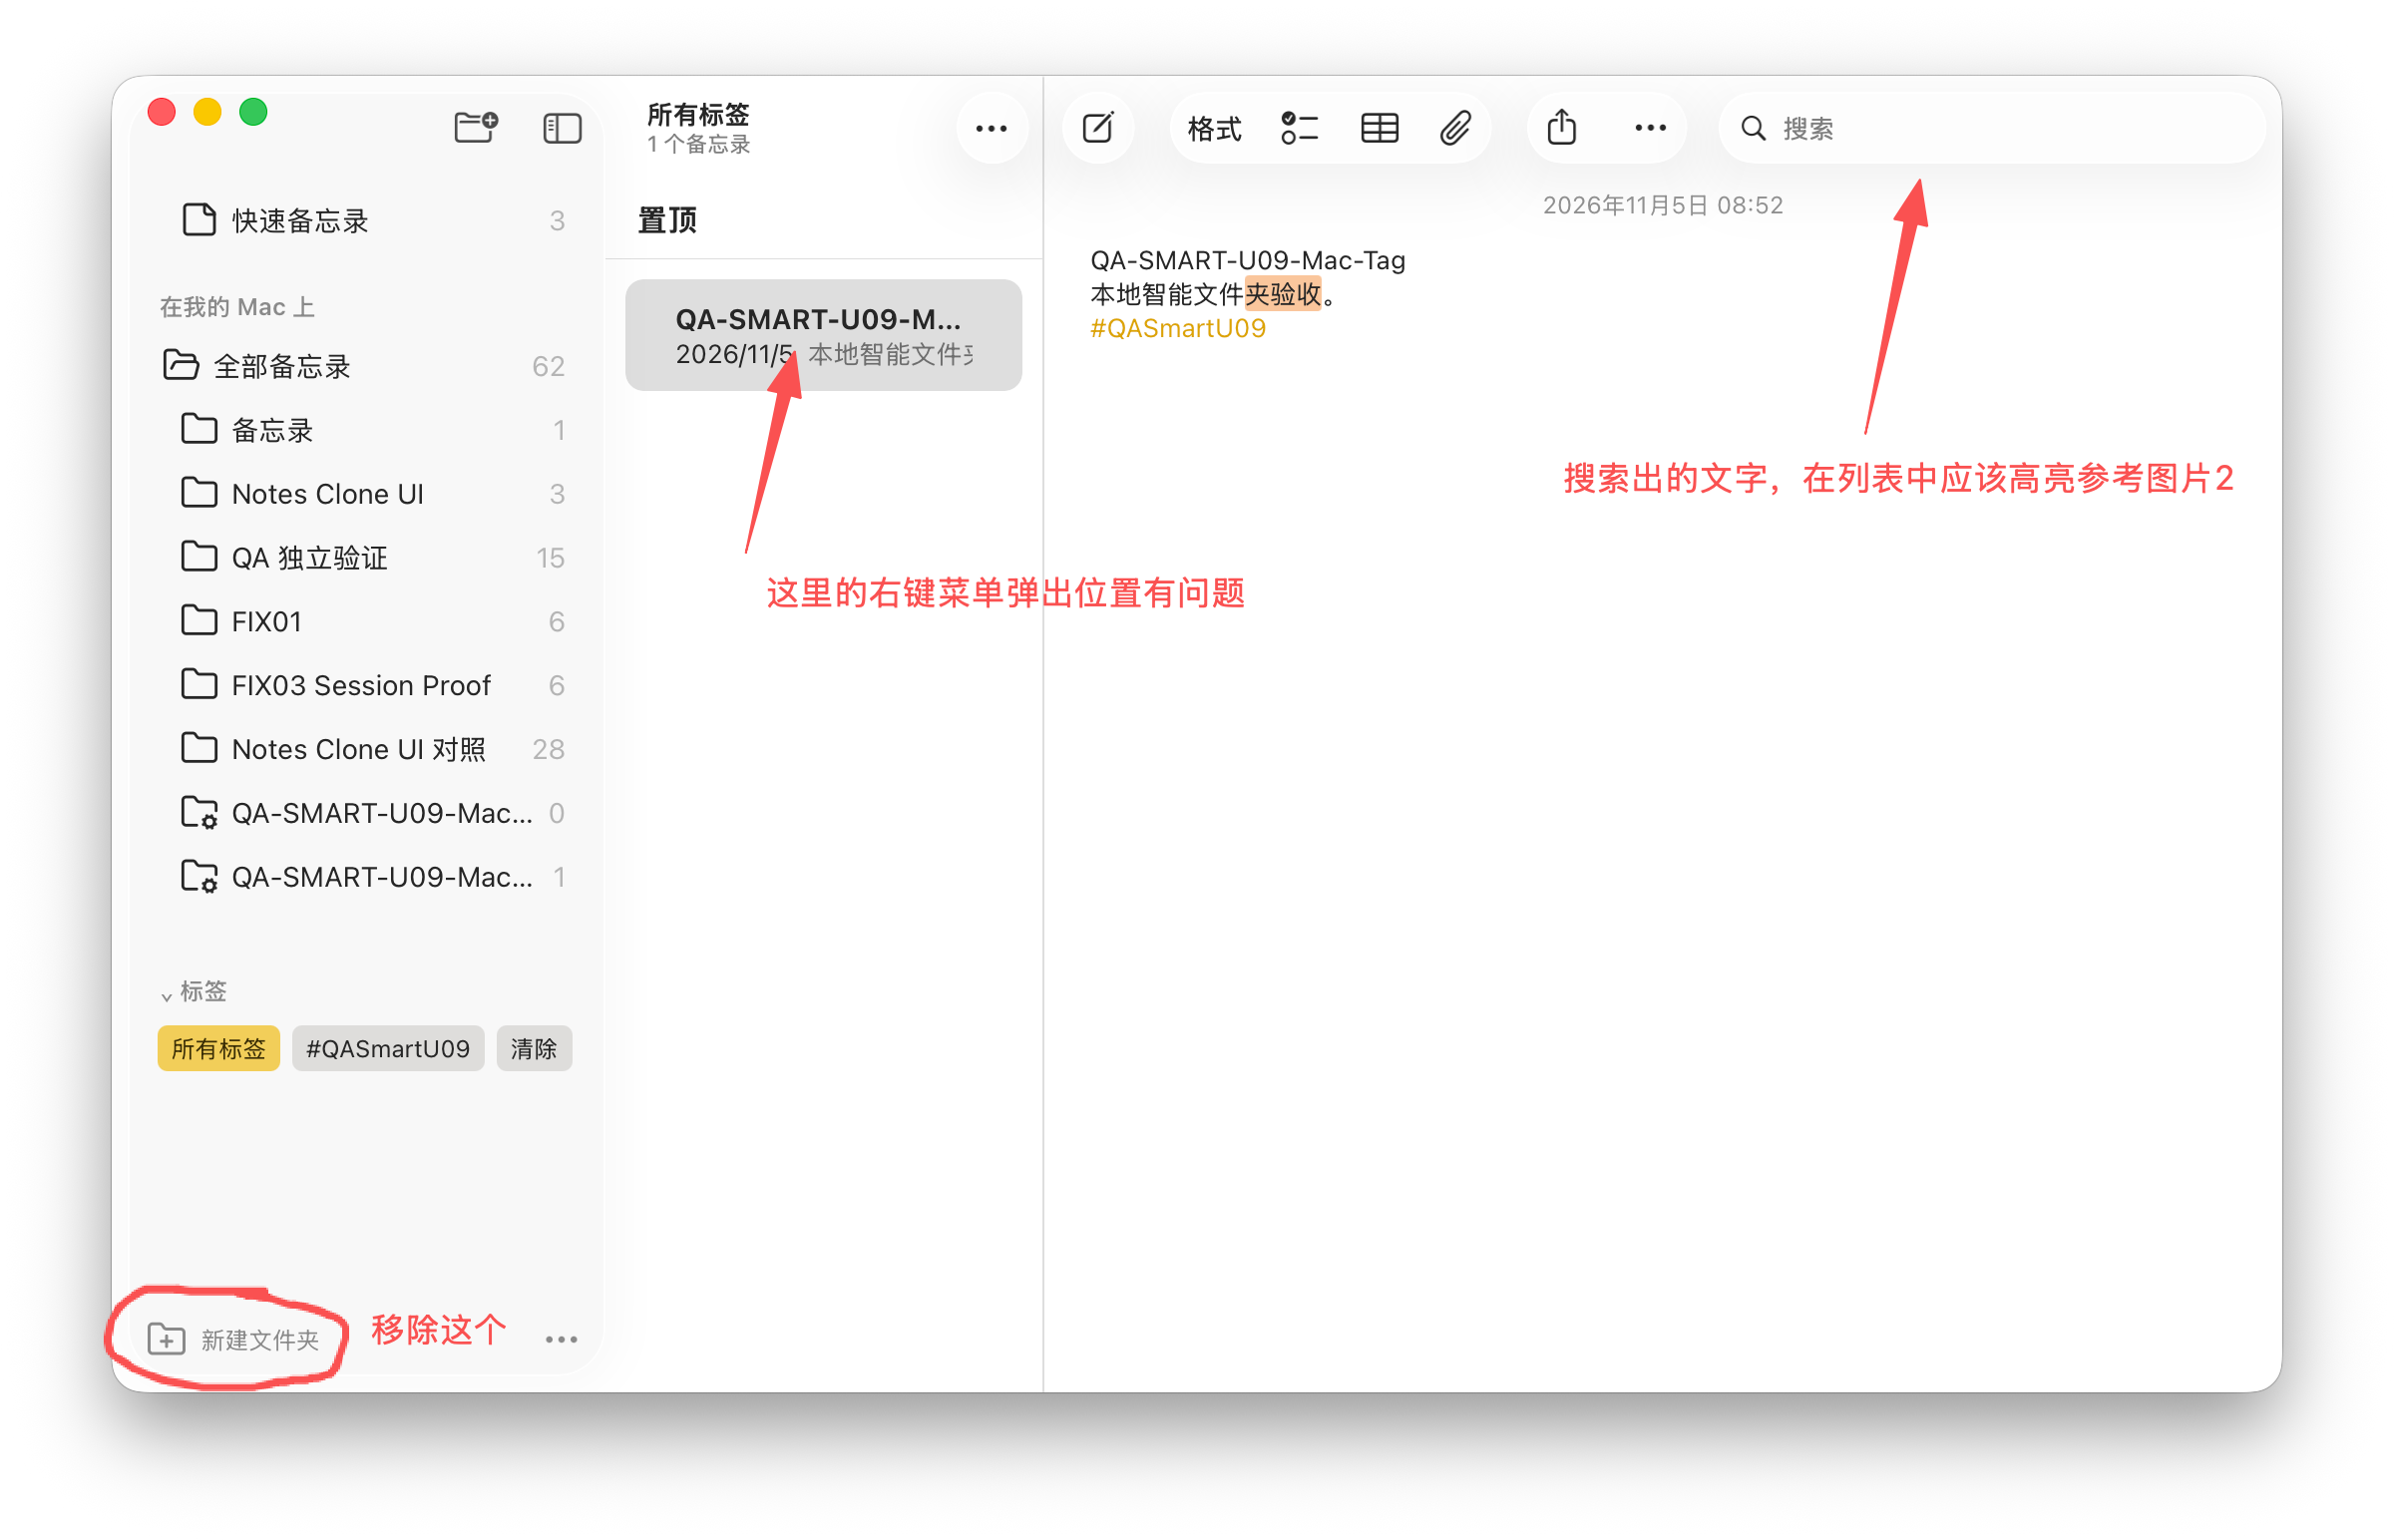 所有标签
1 个备忘录
格式
搜索
快速备忘录 3
置顶
2026年11月5日 08:52
在我的 Mac 上
全部备忘录 62
备忘录 1
Notes Clone UI 3
QA 独立验证 15
FIX01 6
FIX03 Session Proof 6
Notes Clone UI 对照 28
QA-SMART-U09-Mac... 0
QA-SMART-U09-Mac... 1
标签
所有标签 #QASmartU09 清除
新建文件夹
移除这个
QA-SMART-U09-M...
2026/11/5 本地智能文件
这里的右键菜单弹出位置有问题
QA-SMART-U09-Mac-Tag
本地智能文件夹验收。
#QASmartU09
搜索出的文字，在列表中应该高亮参考图片2